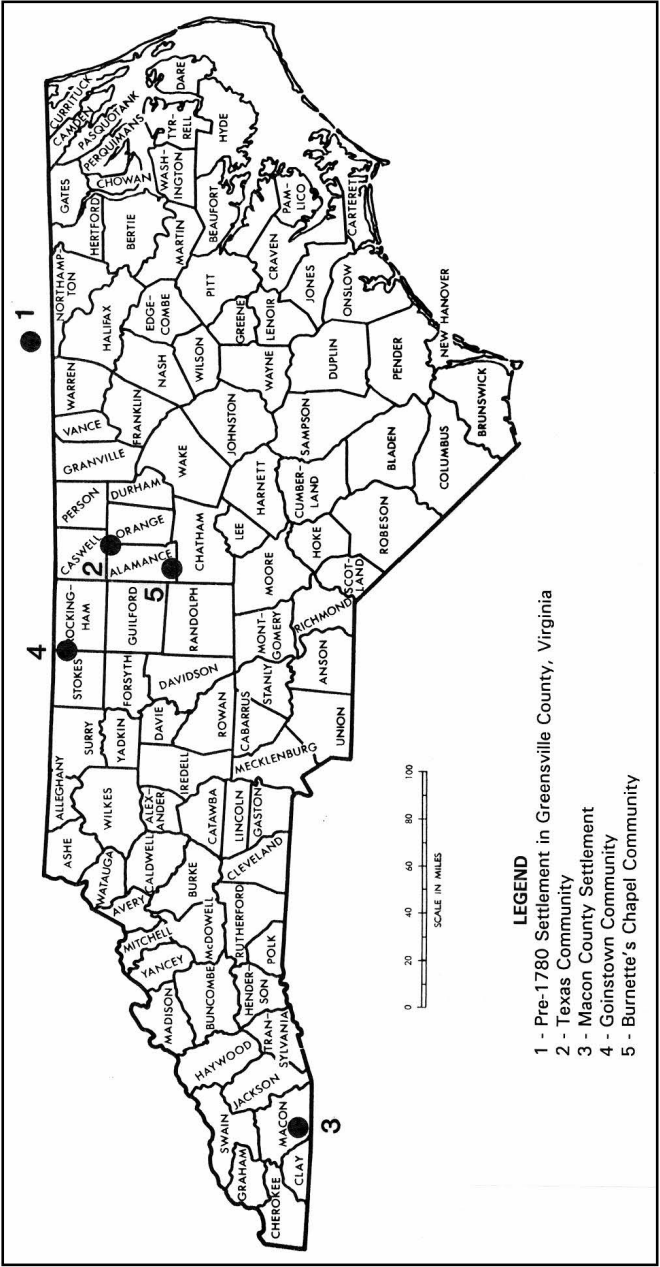 1
2
3
4
5
CURRITUCK
CAMDEN
PASQUOTANK
PERQUIMANS
GATES
CHOWAN
HERTFORD
NORTHAMP-
TON
BERTIE
WASH-
INGTON
TYR-
RELL
DARE
HYDE
MARTIN
BEAUFORT
HALIFAX
EDGE-
COMBE
PITT
PAM-
LICO
CRAVEN
CARTERET
JONES
LENOIR
GREENE
WARREN
NASH
WILSON
WAYNE
DUPLIN
ONSLOW
PENDER
NEW HANOVER
BRUNSWICK
VANCE
FRANKLIN
GRANVILLE
WAKE
JOHNSTON
SAMPSON
BLADEN
COLUMBUS
PERSON
DURHAM
ORANGE
CASWELL
ALAMANCE
CHATHAM
LEE
HARNETT
CUMBER-
LAND
HOKE
ROBESON
SCOT-
LAND
MOORE
ROCKING-
HAM
GUILFORD
RANDOLPH
MONT-
GOMERY
RICHMOND
STOKES
FORSYTH
DAVIDSON
STANLY
ANSON
SURRY
YADKIN
DAVIE
ROWAN
CABARRUS
UNION
MECKLENBURG
ALLEGHANY
WILKES
ALEX-
ANDER
IREDELL
CATAWBA
LINCOLN
GASTON
ASHE
WATAUGA
CALDWELL
BURKE
CLEVELAND
AVERY
MITCHELL
McDOWELL
RUTHERFORD
YANCEY
POLK
MADISON
BUNCOMBE
HENDER-
SON
HAYWOOD
TRAN-
SYLVANIA
JACKSON
SWAIN
MACON
GRAHAM
CLAY
CHEROKEE
0 20 40 60 80 100
SCALE IN MILES
LEGEND
1 - Pre-1780 Settlement in Greensville County, Virginia
2 - Texas Community
3 - Macon County Settlement
4 - Goinstown Community
5 - Burnette's Chapel Community